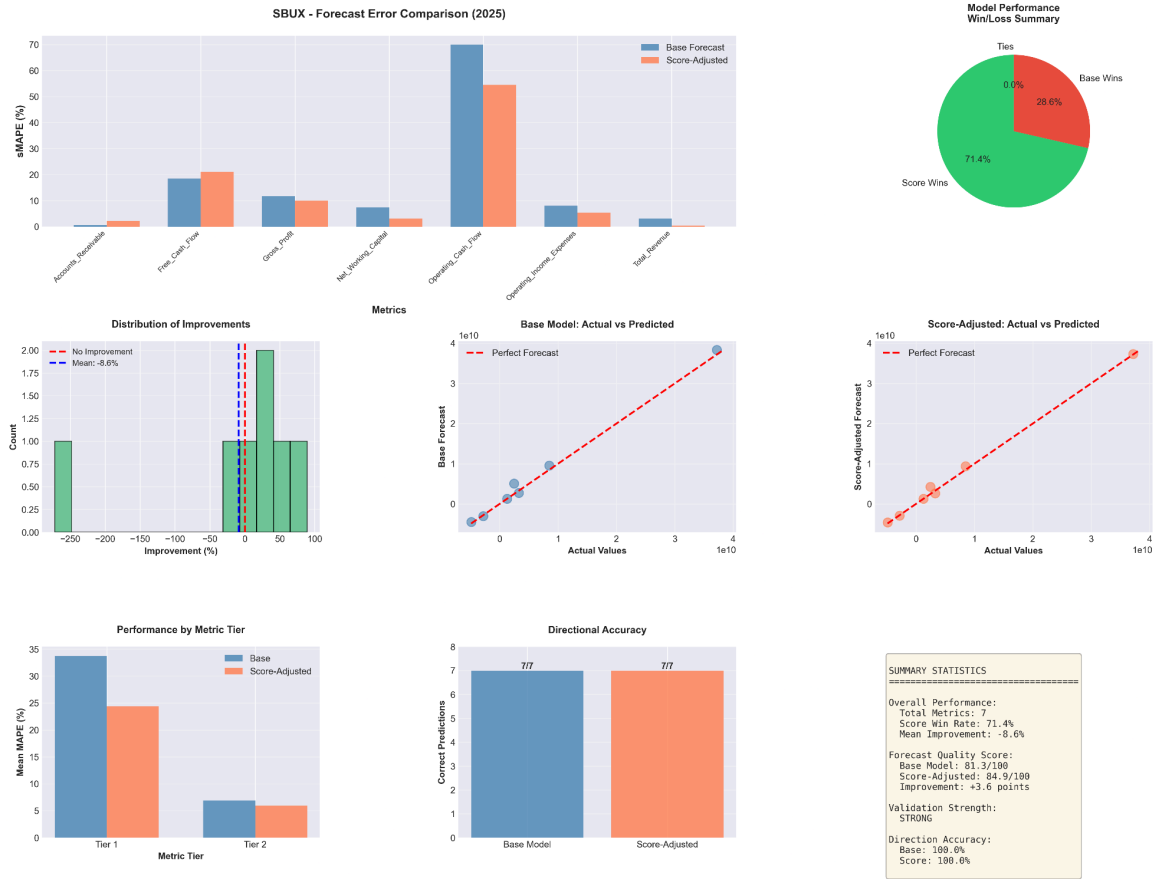 SBUX - Forecast Error Comparison (2025)
sMAPE (%)
70
60
50
40
30
20
10
0
Base Forecast
Score-Adjusted
Accounts_Receivable
Free_Cash_Flow
Gross_Profit
Net_Working_Capital
Operating_Cash_Flow
Operating_Income_Expenses
Total_Revenue
Metrics
Model Performance
Win/Loss Summary
Ties
0.0%
Base Wins
28.6%
71.4%
Score Wins
Distribution of Improvements
Count
2.00
1.75
1.50
1.25
1.00
0.75
0.50
0.25
0.00
No Improvement
Mean: -8.6%
−250 −200 −150 −100 −50 0 50 100
Improvement (%)
Base Model: Actual vs Predicted
1e10
Base Forecast
4
3
2
1
0
Perfect Forecast
0 1 2 3 4
1e10
Actual Values
Score-Adjusted: Actual vs Predicted
1e10
Score-Adjusted Forecast
4
3
2
1
0
Perfect Forecast
0 1 2 3 4
1e10
Actual Values
Performance by Metric Tier
Mean MAPE (%)
35
30
25
20
15
10
5
0
Base
Score-Adjusted
Tier 1 Tier 2
Metric Tier
Directional Accuracy
Correct Predictions
8
7
6
5
4
3
2
1
0
7/7 7/7
Base Model Score-Adjusted
SUMMARY STATISTICS
===================================
Overall Performance:
Total Metrics: 7
Score Win Rate: 71.4%
Mean Improvement: -8.6%
Forecast Quality Score:
Base Model: 81.3/100
Score-Adjusted: 84.9/100
Improvement: +3.6 points
Validation Strength:
STRONG
Direction Accuracy:
Base: 100.0%
Score: 100.0%